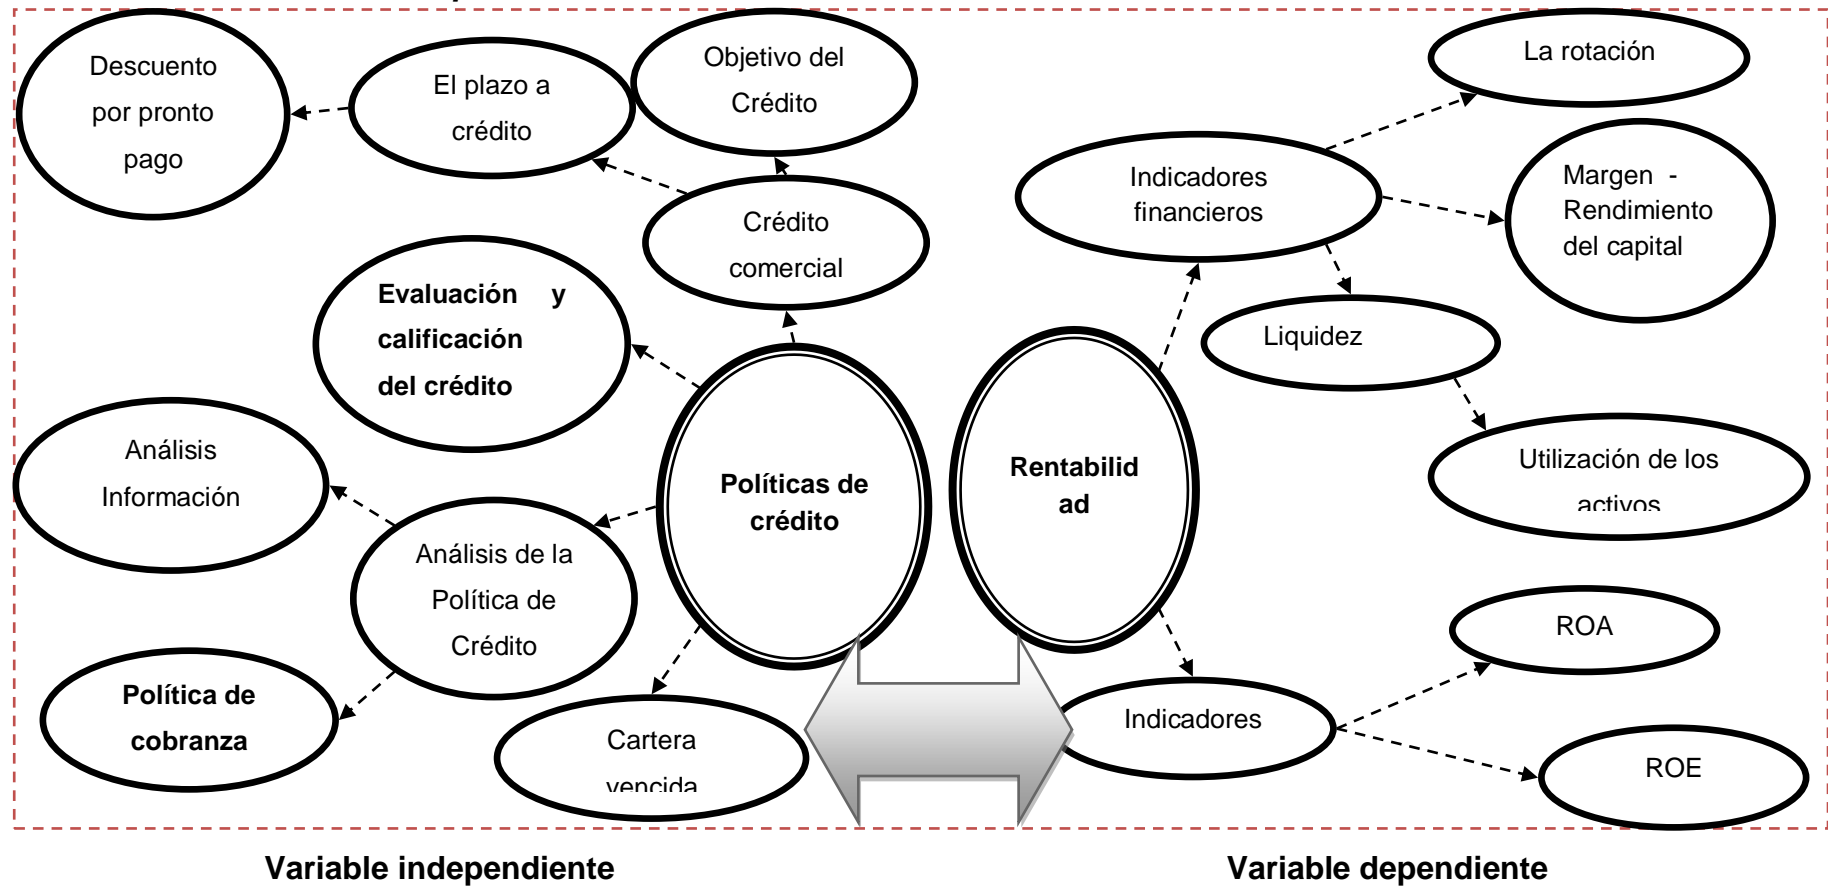 Descuento
por pronto
pago
El plazo a
crédito
Objetivo del
Crédito
Crédito
comercial
Evaluación y
calificación
del crédito
Análisis
Información
Análisis de la
Política de
Crédito
Política de
cobranza
Cartera
vencida
Políticas de
crédito
Rentabilid
ad
Indicadores
financieros
La rotación
Margen -
Rendimiento
del capital
Liquidez
Utilización de los
activos
Indicadores
ROA
ROE
Variable independiente
Variable dependiente